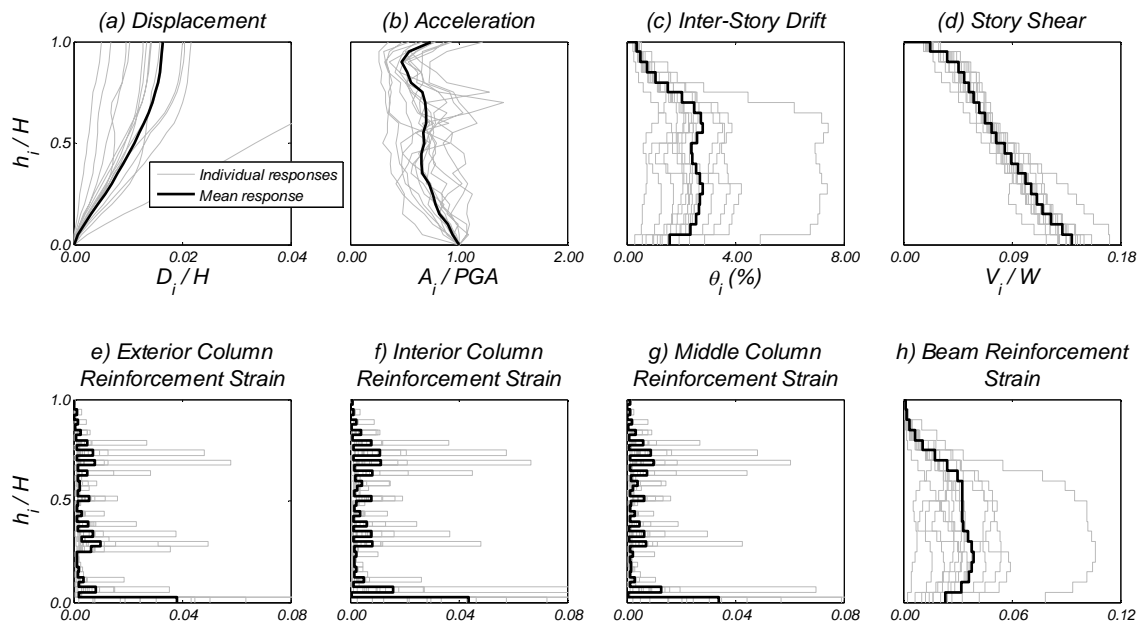 (a) Displacement
(b) Acceleration
(c) Inter-Story Drift
(d) Story Shear
1.0
0.5
0.0
h_i / H
Individual responses
Mean response
0.00 0.02 0.04
0.00 1.00 2.00
0.00 4.00 8.00
0.00 0.09 0.18
D_i / H
A_i / PGA
θ_i (%)
V_i / W
e) Exterior Column
Reinforcement Strain
f) Interior Column
Reinforcement Strain
g) Middle Column
Reinforcement Strain
h) Beam Reinforcement
Strain
1.0
0.5
0.0
h_i / H
0.00 0.04 0.08
0.00 0.04 0.08
0.00 0.04 0.08
0.00 0.06 0.12